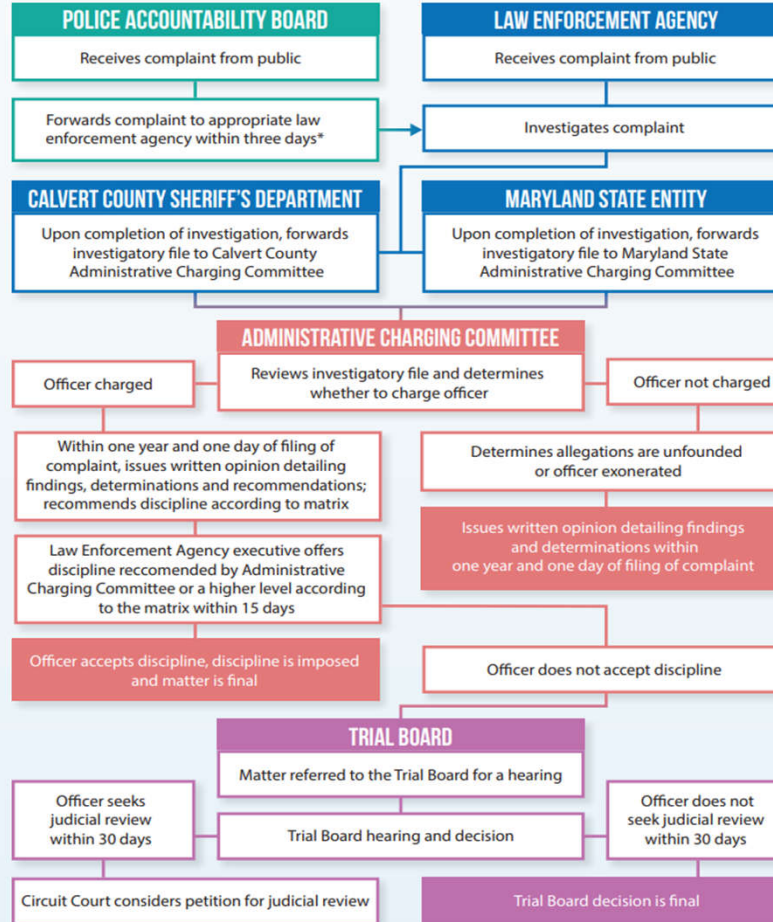 POLICE ACCOUNTABILITY BOARD
Receives complaint from public
Forwards complaint to appropriate law
enforcement agency within three days*
LAW ENFORCEMENT AGENCY
Receives complaint from public
Investigates complaint
CALVERT COUNTY SHERIFF'S DEPARTMENT
Upon completion of investigation, forwards
investigatory file to Calvert County
Administrative Charging Committee
MARYLAND STATE ENTITY
Upon completion of investigation, forwards
investigatory file to Maryland State
Administrative Charging Committee
ADMINISTRATIVE CHARGING COMMITTEE
Reviews investigatory file and determines
whether to charge officer
Officer charged
Within one year and one day of filing of
complaint, issues written opinion detailing
findings, determinations and recommendations;
recommends discipline according to matrix
Law Enforcement Agency executive offers
discipline reccomended by Administrative
Charging Committee or a higher level according
to the matrix within 15 days
Officer accepts discipline, discipline is imposed
and matter is final
Officer not charged
Determines allegations are unfounded
or officer exonerated
Issues written opinion detailing findings
and determinations within
one year and one day of filing of complaint
Officer does not accept discipline
TRIAL BOARD
Matter referred to the Trial Board for a hearing
Trial Board hearing and decision
Officer seeks
judicial review
within 30 days
Circuit Court considers petition for judicial review
Officer does not
seek judicial review
within 30 days
Trial Board decision is final